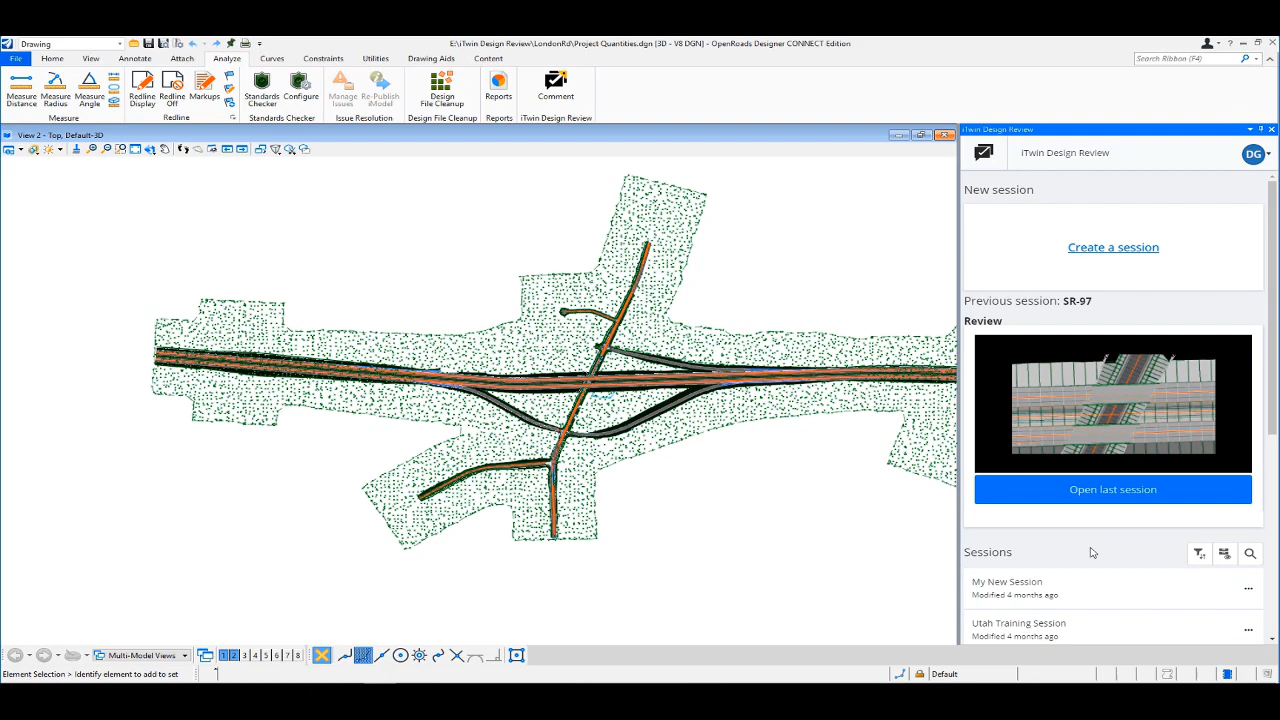 Drawing
E:\iTwin Design Review\LondonRd\Project Quantities.dgn [3D - V8 DGN] - OpenRoads Designer CONNECT Edition
File Home View Annotate Attach Analyze Curves Constraints Utilities Drawing Aids Content
Search Ribbon (F4)
Measure Distance
Measure Radius
Measure Angle
Redline Display
Redline Off
Markups
Standards Checker
Configure
Manage Issues
Re-Publish iModel
Design File Cleanup
Reports
Comment
Measure Redline Standards Checker Issue Resolution Design File Cleanup Reports iTwin Design Review
View 2 - Top, Default-3D
iTwin Design Review
iTwin Design Review
DG
New session
Create a session
Previous session: SR-97
Review
Open last session
Sessions
My New Session
Modified 4 months ago
Utah Training Session
Modified 4 months ago
Multi-Model Views 1 2 3 4 5 6 7 8
Element Selection > Identify element to add to set
Default